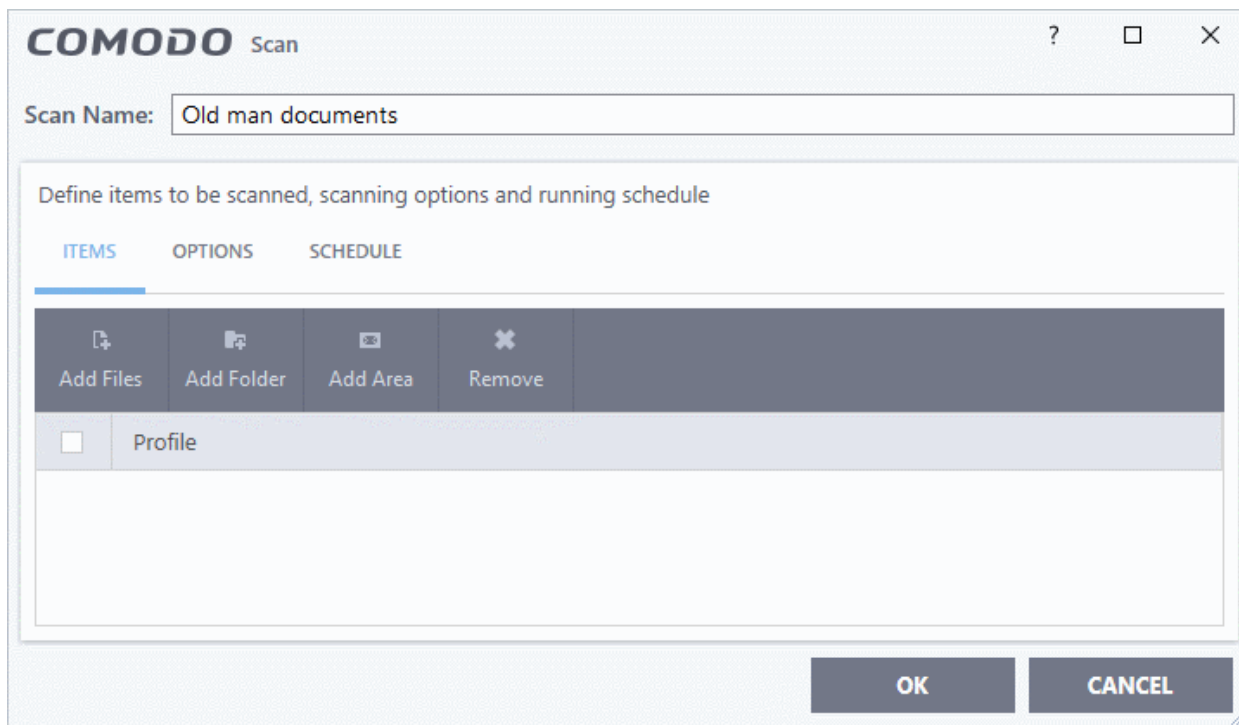 COMODO Scan ?
Scan Name: Old man documents
Define items to be scanned, scanning options and running schedule
ITEMS OPTIONS SCHEDULE
Add Files Add Folder Add Area Remove
Profile
OK CANCEL